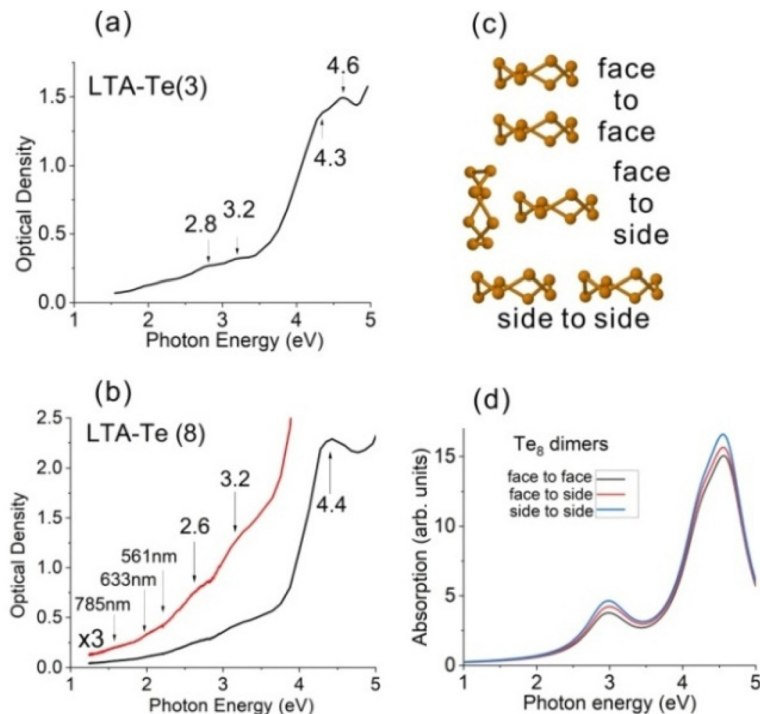 (a)
LTA-Te(3)
4.6
4.3
2.8
3.2
1.5
1.0
0.5
0.0
Optical Density
1 2 3 4 5
Photon Energy (eV)
(c)
face
to
face
face
to
side
side to side
(b)
LTA-Te (8)
2.5
2.0
1.5
1.0
0.5
0.0
Optical Density
4.4
3.2
2.6
561nm
633nm
785nm
x3
1 2 3 4 5
Photon Energy (eV)
(d)
Te₈ dimers
face to face
face to side
side to side
15
10
5
0
Absorption (arb. units)
1 2 3 4 5
Photon energy (eV)